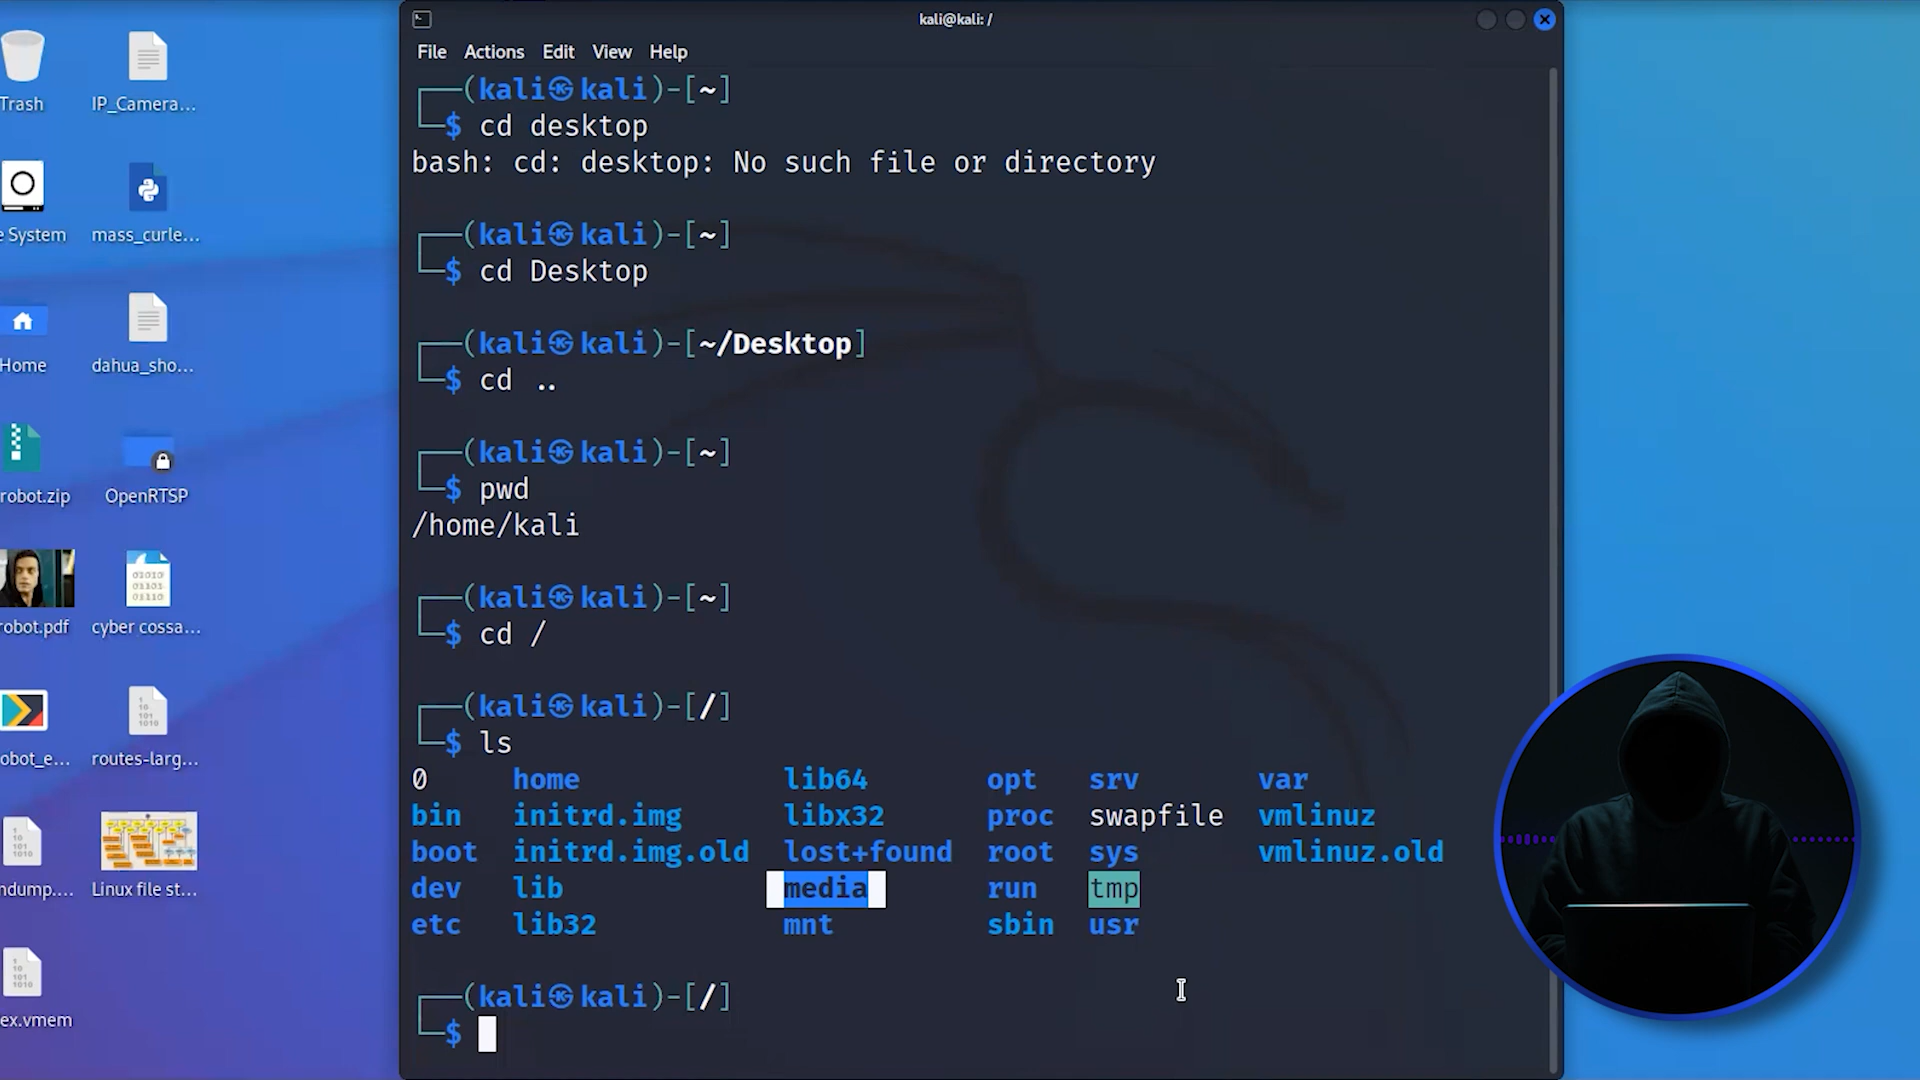 kali@kali: /
File Actions Edit View Help
Trash
IP_Camera...
e System
mass_curle...
Home
dahua_sho...
robot.zip
OpenRTSP
robot.pdf
cyber cossa...
obot_e...
routes-larg...
ndump....
Linux file st...
ex.vmem
┌──(kali㉿kali)-[~]
└─$ cd desktop
bash: cd: desktop: No such file or directory
┌──(kali㉿kali)-[~]
└─$ cd Desktop
┌──(kali㉿kali)-[~/Desktop]
└─$ cd ..
┌──(kali㉿kali)-[~]
└─$ pwd
/home/kali
┌──(kali㉿kali)-[~]
└─$ cd /
┌──(kali㉿kali)-[/]
└─$ ls
0 home lib64 opt srv var
bin initrd.img libx32 proc swapfile vmlinuz
boot initrd.img.old lost+found root sys vmlinuz.old
dev lib media run tmp
etc lib32 mnt sbin usr
┌──(kali㉿kali)-[/]
└─$